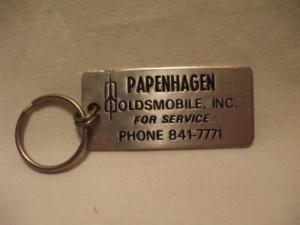 PAPENHAGEN
OLDSMOBILE, INC.
FOR SERVICE
PHONE 841-7771